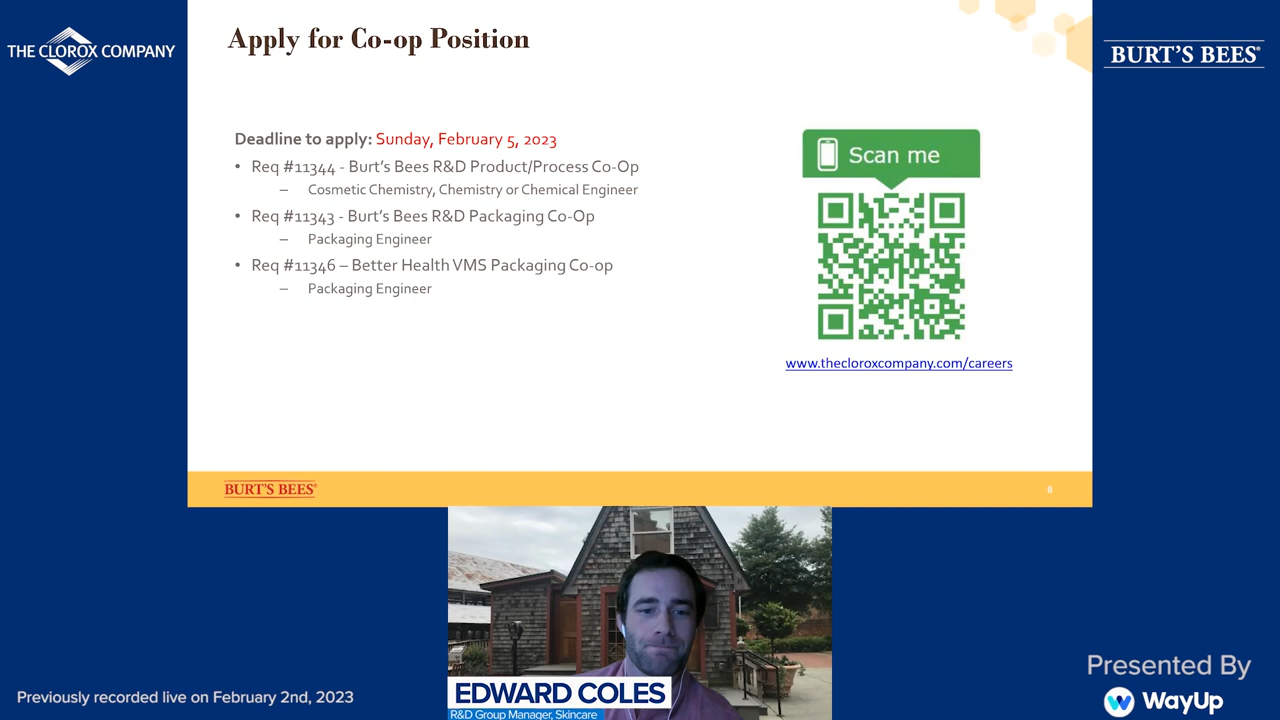 THE CLOROX COMPANY
Apply for Co-op Position
BURT'S BEES®
Deadline to apply: Sunday, February 5, 2023
• Req #11344 - Burt's Bees R&D Product/Process Co-Op
– Cosmetic Chemistry, Chemistry or Chemical Engineer
• Req #11343 - Burt's Bees R&D Packaging Co-Op
– Packaging Engineer
• Req #11346 – Better Health VMS Packaging Co-op
– Packaging Engineer
Scan me
www.thecloroxcompany.com/careers
BURT'S BEES®
8
EDWARD COLES
R&D Group Manager, Skincare
Previously recorded live on February 2nd, 2023
Presented By
WayUp